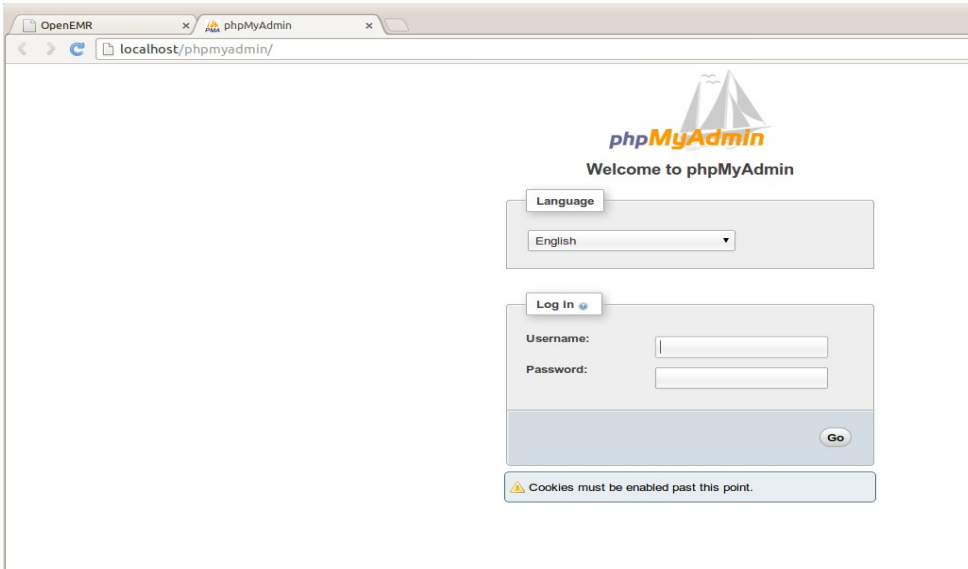 OpenEMR
phpMyAdmin
localhost/phpmyadmin/
phpMyAdmin
Welcome to phpMyAdmin
Language
English
Log In
Username:
Password:
Go
Cookies must be enabled past this point.